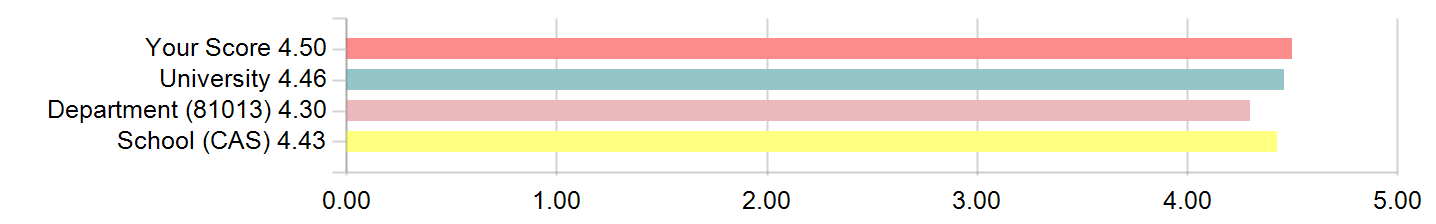 Your Score 4.50
University 4.46
Department (81013) 4.30
School (CAS) 4.43
0.00 1.00 2.00 3.00 4.00 5.00